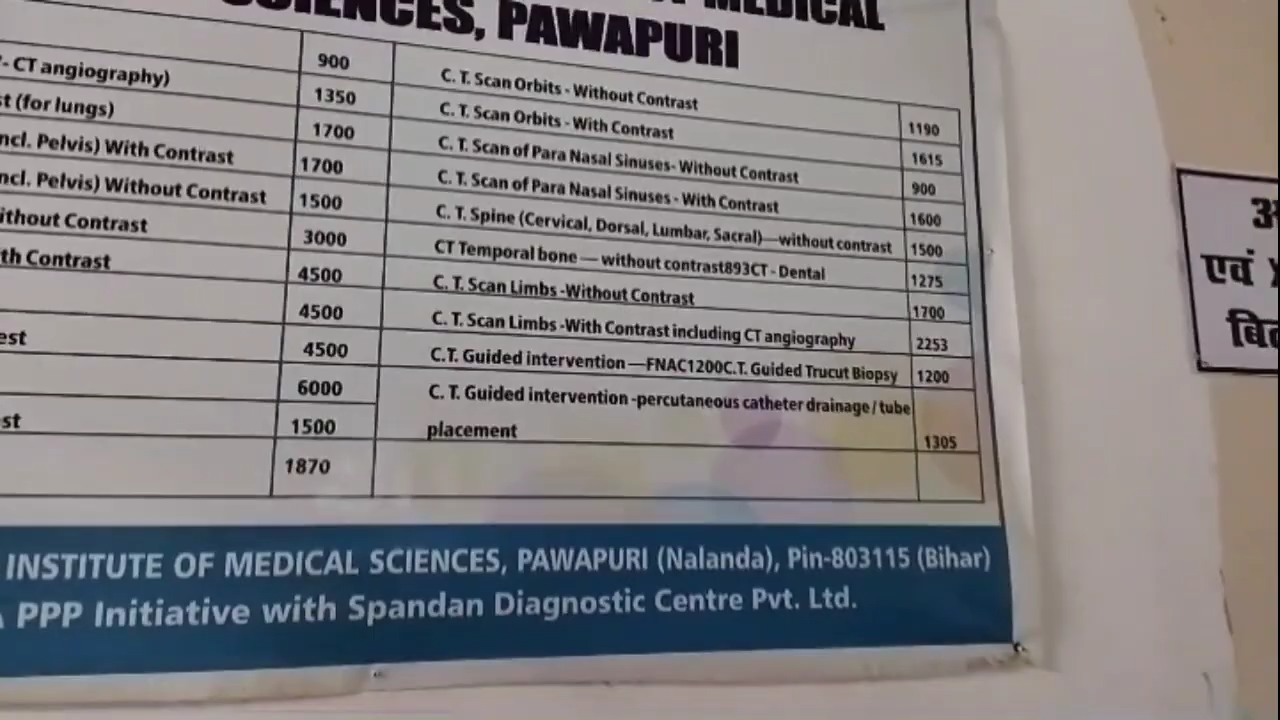 MEDICAL
SCIENCES, PAWAPURI
- CT angiography) 900
t (for lungs) 1350
ncl. Pelvis) With Contrast 1700
ncl. Pelvis) Without Contrast 1700
ithout Contrast 1500
th Contrast 3000
4500
est 4500
4500
st 6000
1500
1870
C. T. Scan Orbits - Without Contrast 1190
C. T. Scan Orbits - With Contrast 1615
C. T. Scan of Para Nasal Sinuses- Without Contrast 900
C. T. Scan of Para Nasal Sinuses - With Contrast 1600
C. T. Spine (Cervical, Dorsal, Lumbar, Sacral)—without contrast 1500
CT Temporal bone — without contrast893CT - Dental 1275
C. T. Scan Limbs -Without Contrast 1700
C. T. Scan Limbs -With Contrast including CT angiography 2253
C.T. Guided intervention —FNAC1200C.T. Guided Trucut Biopsy 1200
C. T. Guided intervention -percutaneous catheter drainage / tube
placement 1305
INSTITUTE OF MEDICAL SCIENCES, PAWAPURI (Nalanda), Pin-803115 (Bihar)
A PPP Initiative with Spandan Diagnostic Centre Pvt. Ltd.
एवं